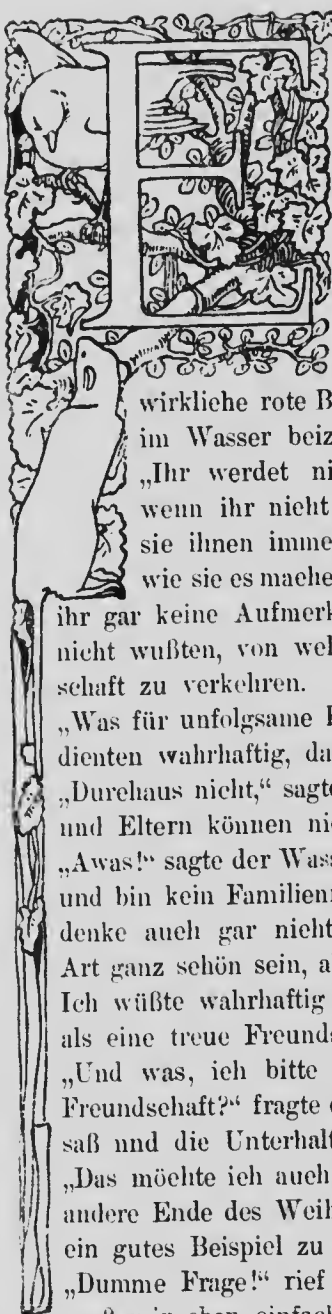 E
wirkliche rote B
im Wasser beiz
„Ihr werdet ni
wenn ihr nicht
sie ihnen imme
wie sie es mache
ihr gar keine Aufmerk
nicht wußten, von wel
schaft zu verkehren.
„Was für unfolgsame
dienten wahrhaftig, da
„Durchaus nicht,“ sagte
und Eltern können ni
„Awas!“ sagte der Wass
und bin kein Familien
denke auch gar nicht
Art ganz schön sein, a
Ich wüßte wahrhaftig
als eine treue Freunds
„Und was, ich bitte
Freundschaft?“ fragte
saß und die Unterhalt
„Das möchte ich auch
andere Ende des Weih
ein gutes Beispiel zu
„Dumme Frage!“ rief